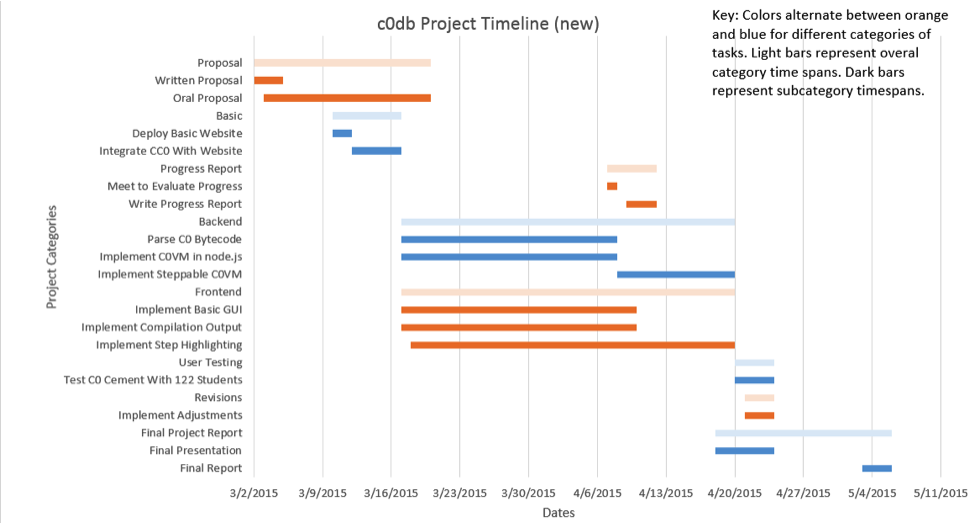 c0db Project Timeline (new)
Key: Colors alternate between orange
and blue for different categories of
tasks. Light bars represent overal
category time spans. Dark bars
represent subcategory timespans.
Project Categories
Proposal
Written Proposal
Oral Proposal
Basic
Deploy Basic Website
Integrate CC0 With Website
Progress Report
Meet to Evaluate Progress
Write Progress Report
Backend
Parse C0 Bytecode
Implement C0VM in node.js
Implement Steppable C0VM
Frontend
Implement Basic GUI
Implement Compilation Output
Implement Step Highlighting
User Testing
Test C0 Cement With 122 Students
Revisions
Implement Adjustments
Final Project Report
Final Presentation
Final Report
3/2/2015 3/9/2015 3/16/2015 3/23/2015 3/30/2015 4/6/2015 4/13/2015 4/20/2015 4/27/2015 5/4/2015 5/11/2015
Dates